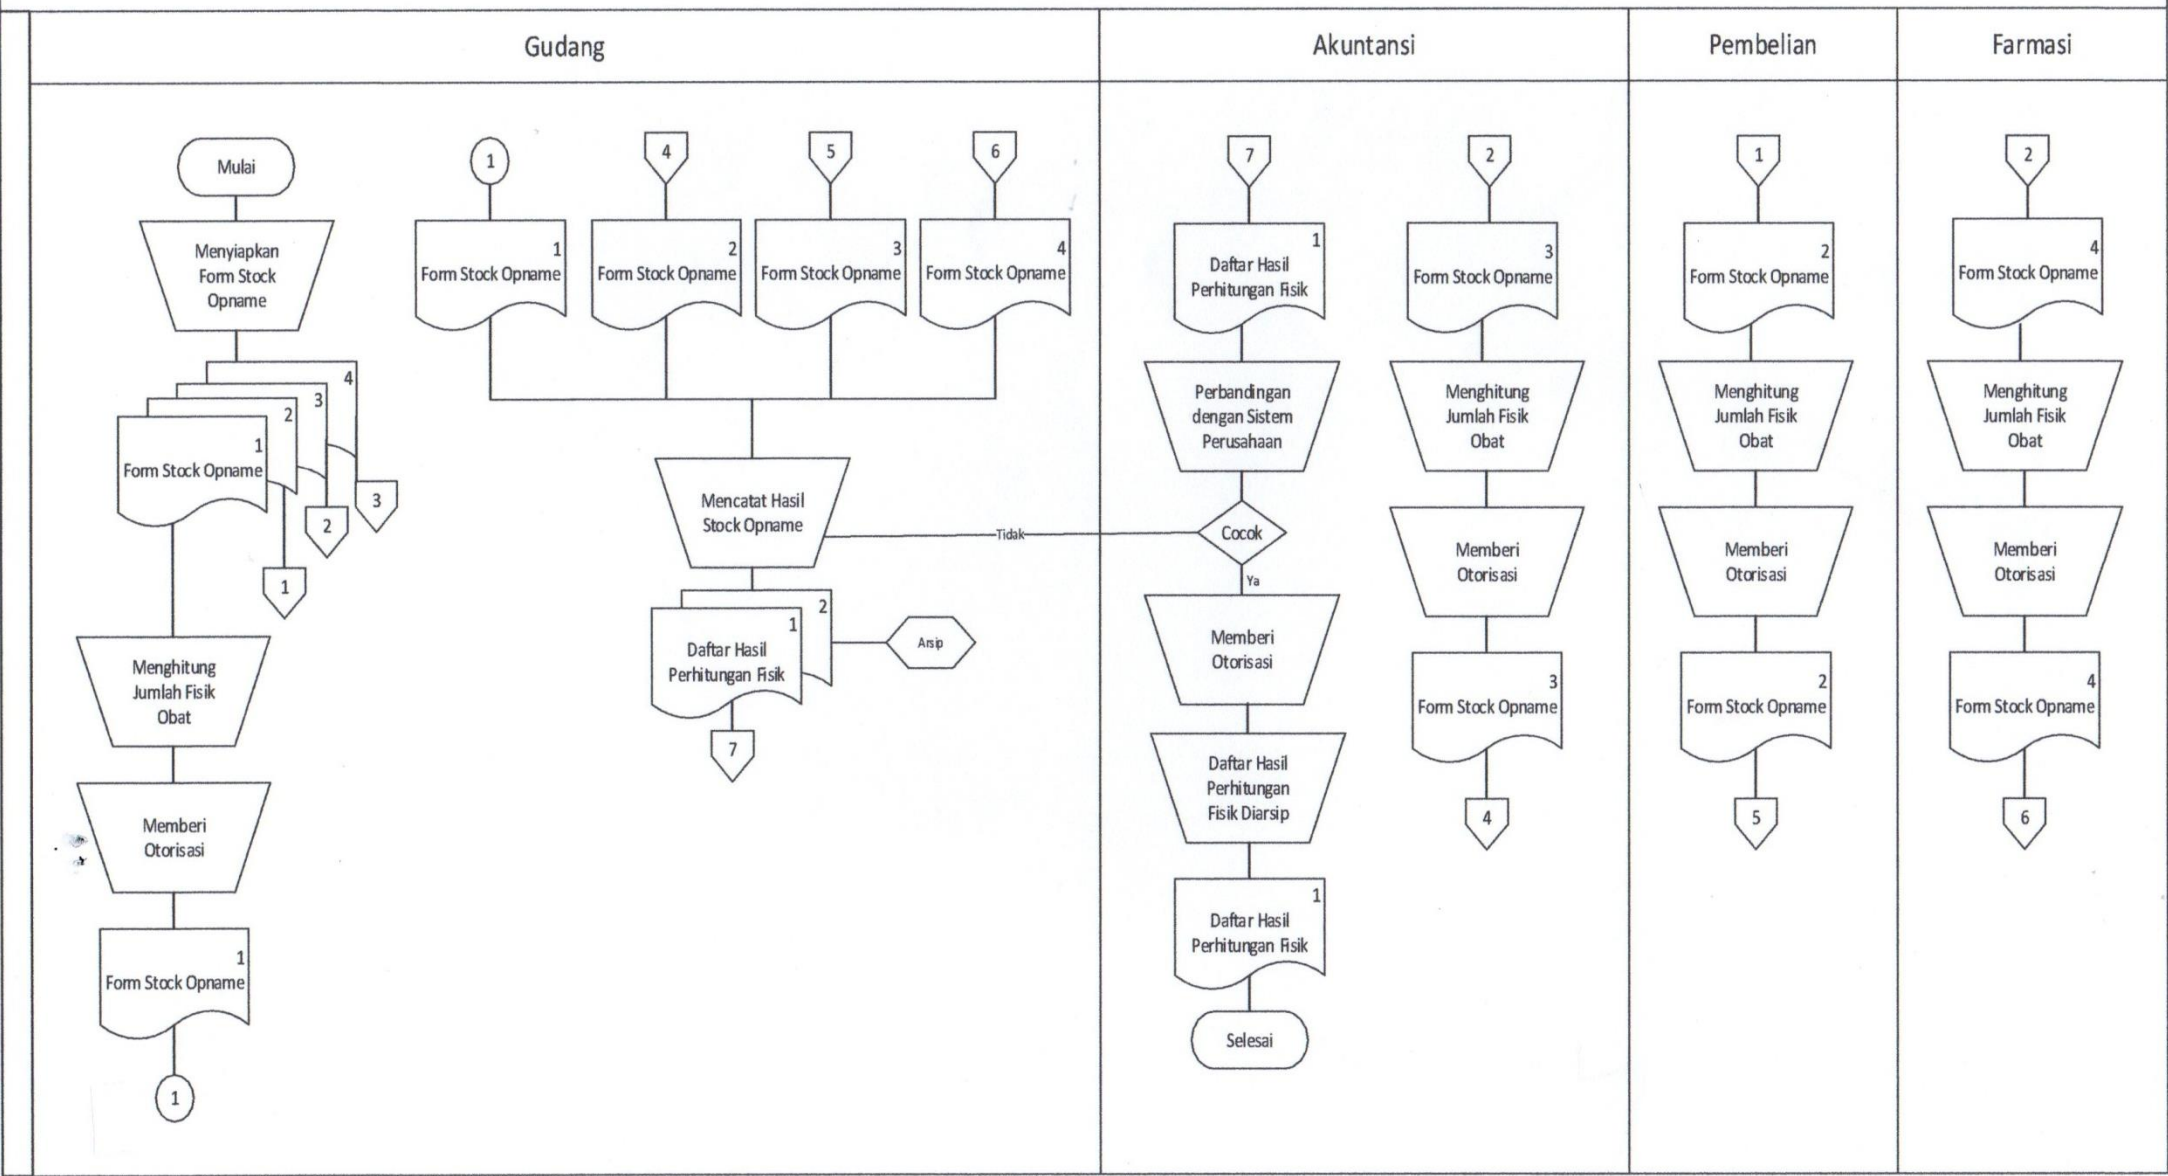 Gudang
Akuntansi
Pembelian
Farmasi
Mulai
Menyiapkan
Form Stock
Opname
4
3
2
1
Form Stock Opname
3
2
1
Menghitung
Jumlah Fisik
Obat
Memberi
Otorisasi
1
Form Stock Opname
1
1
1
Form Stock Opname
4
2
Form Stock Opname
5
3
Form Stock Opname
6
4
Form Stock Opname
Mencatat Hasil
Stock Opname
Tidak
2
1
Daftar Hasil
Perhitungan Fisik
Arsip
7
7
1
Daftar Hasil
Perhitungan Fisik
Perbandingan
dengan Sistem
Perusahaan
Cocok
Ya
Memberi
Otorisasi
Daftar Hasil
Perhitungan
Fisik Diarsip
1
Daftar Hasil
Perhitungan Fisik
Selesai
2
3
Form Stock Opname
Menghitung
Jumlah Fisik
Obat
Memberi
Otorisasi
3
Form Stock Opname
4
1
2
Form Stock Opname
Menghitung
Jumlah Fisik
Obat
Memberi
Otorisasi
2
Form Stock Opname
5
2
4
Form Stock Opname
Menghitung
Jumlah Fisik
Obat
Memberi
Otorisasi
4
Form Stock Opname
6